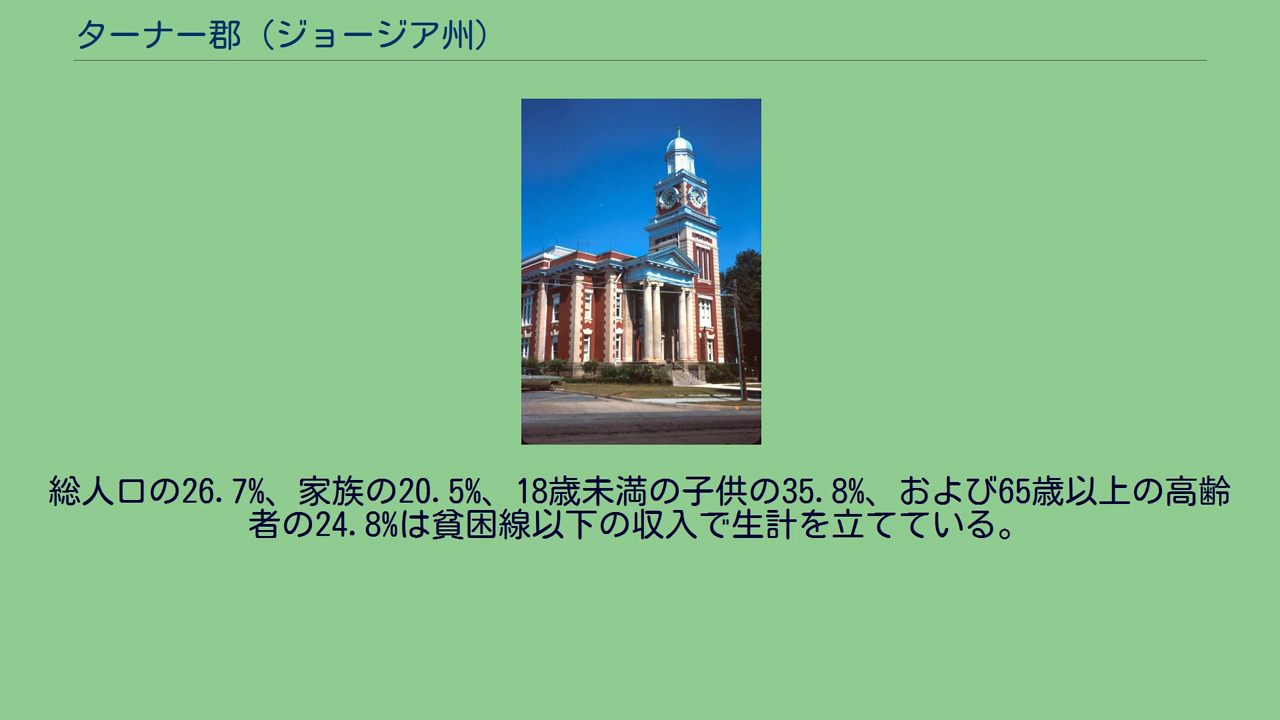 ターナー郡（ジョージア州）
総人口の26.7%、家族の20.5%、18歳未満の子供の35.8%、および65歳以上の高齢
者の24.8%は貧困線以下の収入で生計を立てている。